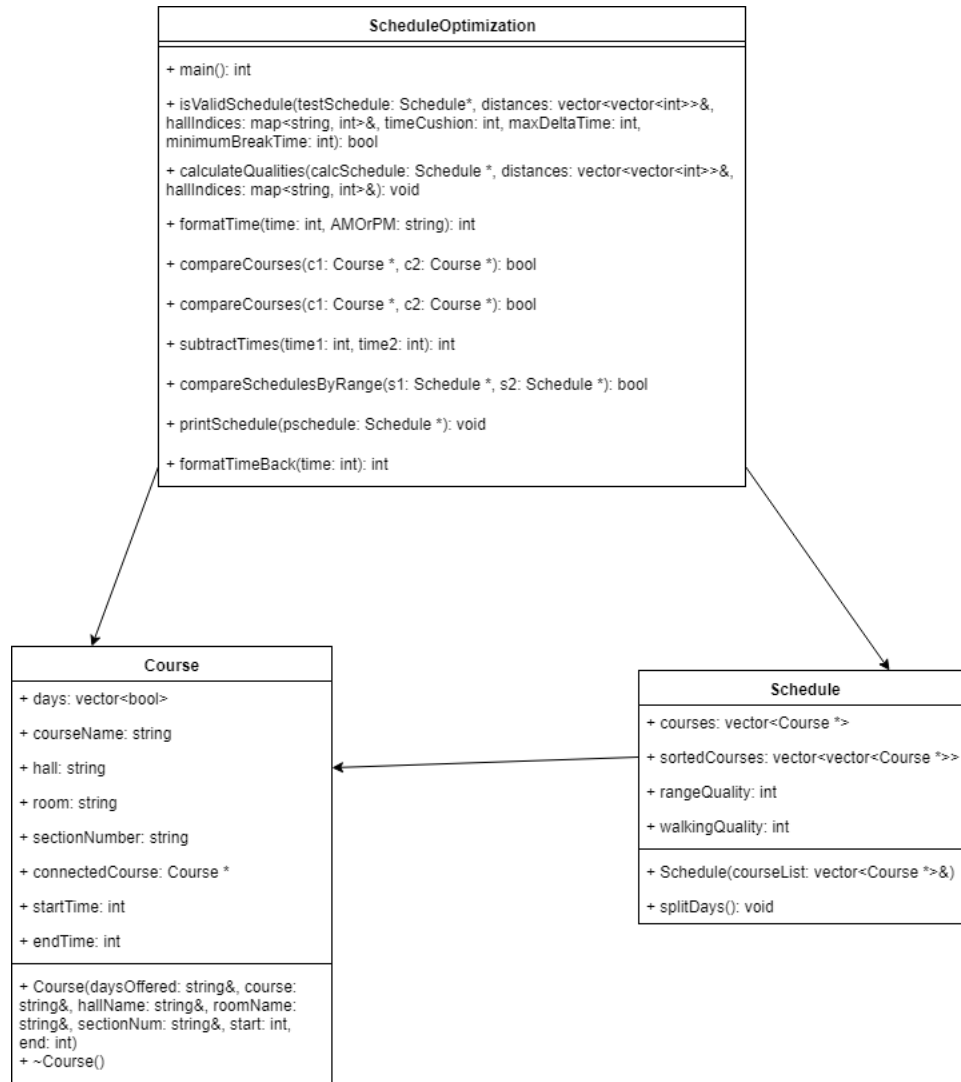 ScheduleOptimization
+ main(): int
+ isValidSchedule(testSchedule: Schedule*, distances: vector<vector<int>>&,
hallIndices: map<string, int>&, timeCushion: int, maxDeltaTime: int,
minimumBreakTime: int): bool
+ calculateQualities(calcSchedule: Schedule *, distances: vector<vector<int>>&,
hallIndices: map<string, int>&): void
+ formatTime(time: int, AMOrPM: string): int
+ compareCourses(c1: Course *, c2: Course *): bool
+ compareCourses(c1: Course *, c2: Course *): bool
+ subtractTimes(time1: int, time2: int): int
+ compareSchedulesByRange(s1: Schedule *, s2: Schedule *): bool
+ printSchedule(pschedule: Schedule *): void
+ formatTimeBack(time: int): int
Course
+ days: vector<bool>
+ courseName: string
+ hall: string
+ room: string
+ sectionNumber: string
+ connectedCourse: Course *
+ startTime: int
+ endTime: int
+ Course(daysOffered: string&, course:
string&, hallName: string&, roomName:
string&, sectionNum: string&, start: int,
end: int)
+ ~Course()
Schedule
+ courses: vector<Course *>
+ sortedCourses: vector<vector<Course *>>
+ rangeQuality: int
+ walkingQuality: int
+ Schedule(courseList: vector<Course *>&)
+ splitDays(): void